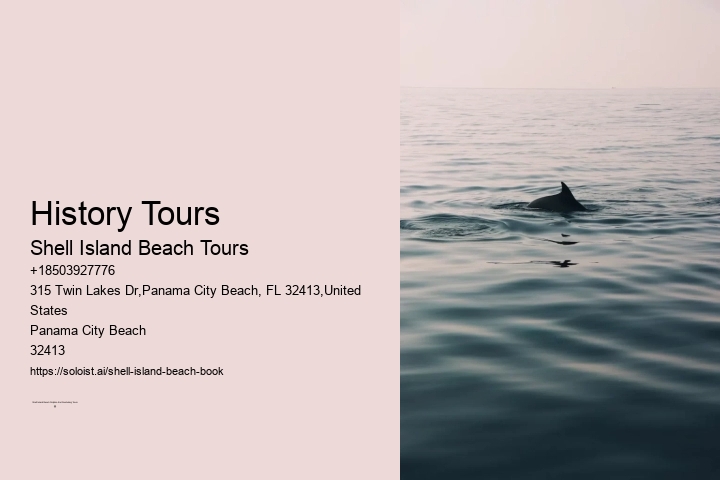 History Tours
Shell Island Beach Tours
+18503927776
315 Twin Lakes Dr,Panama City Beach, FL 32413,United
States
Panama City Beach
32413
https://soloist.ai/shell-island-beach-book